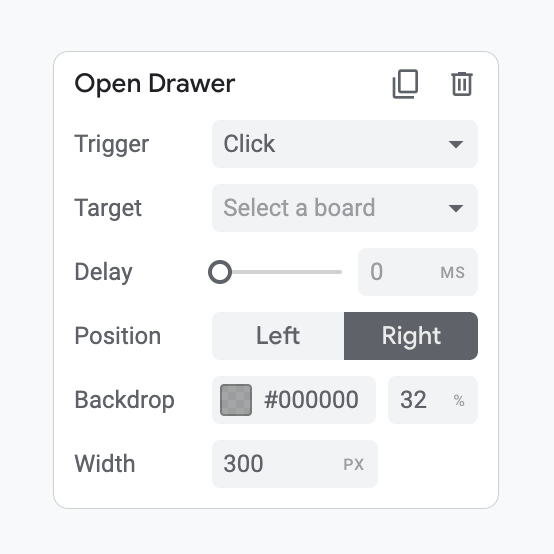 Open Drawer
Trigger Click
Target Select a board
Delay 0 MS
Position Left Right
Backdrop #000000 32 %
Width 300 PX